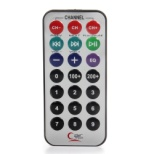 CHANNEL
CH- CH CH+
- + EQ
0 100+ 200+
1 2 3
4 5 6
7 8 9